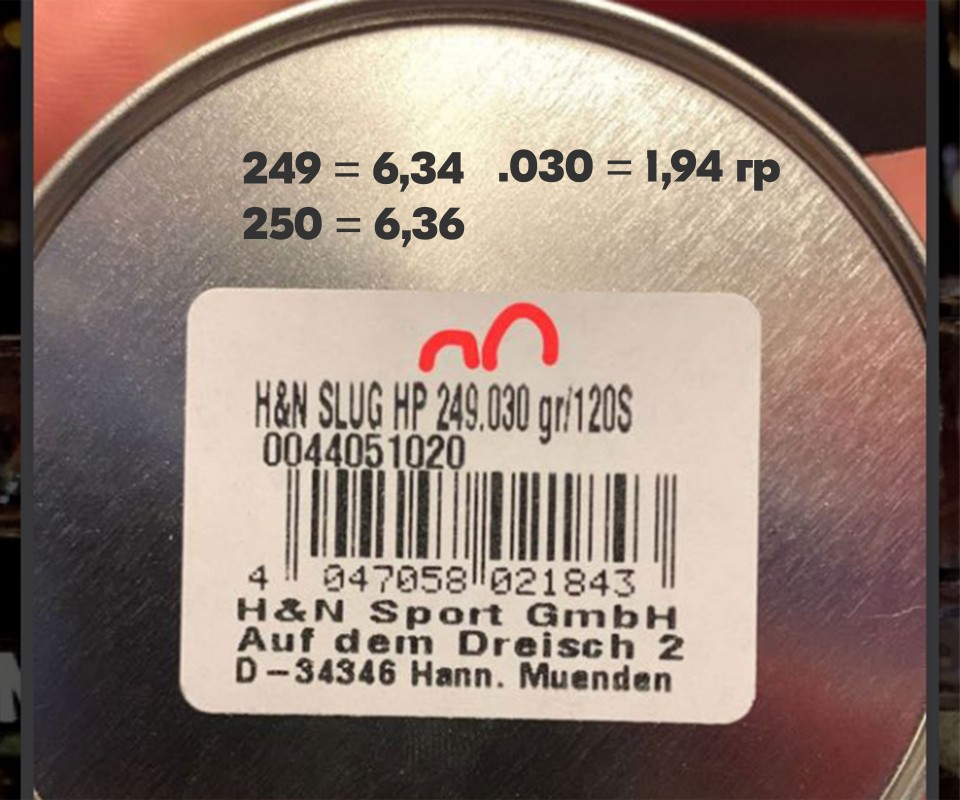 249 = 6,34 .030 = 1,94 гр
250 = 6,36
H&N SLUG HP 249.030 gr/120S
0044051020
4 047058 021843
H&N Sport GmbH
Auf dem Dreisch 2
D-34346 Hann. Muenden